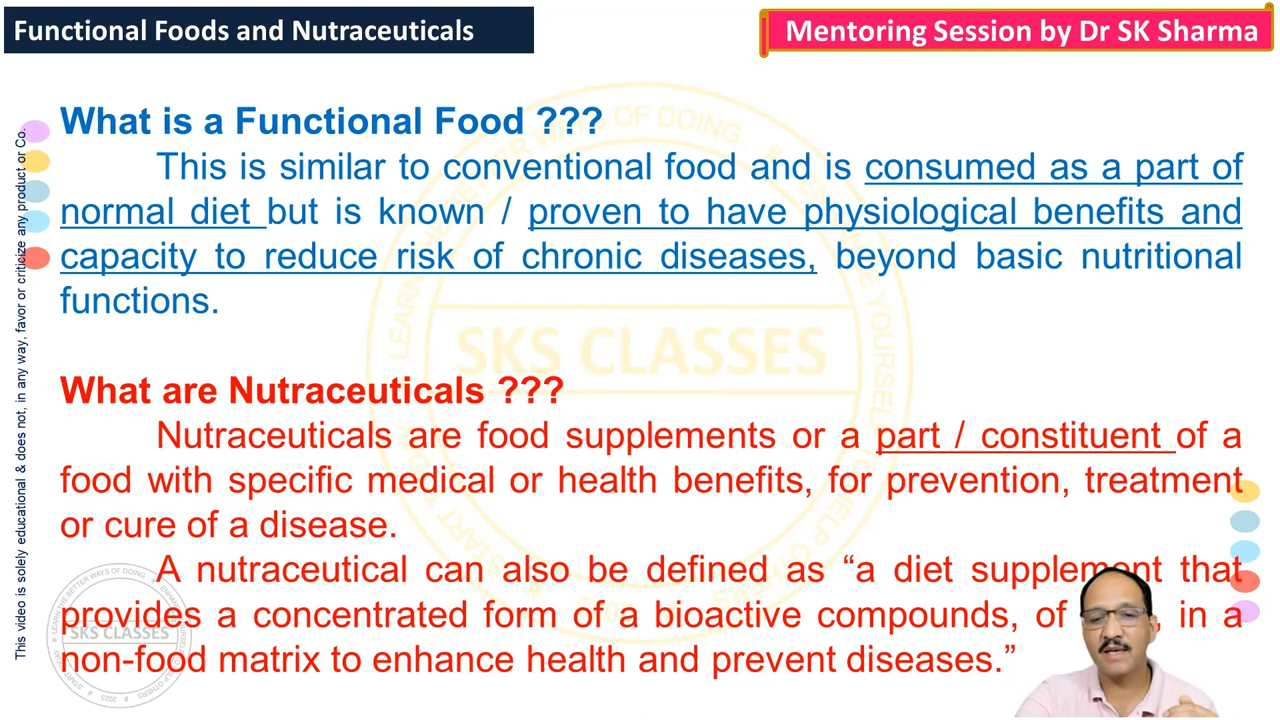 Functional Foods and Nutraceuticals
Mentoring Session by Dr SK Sharma
What is a Functional Food ???
This is similar to conventional food and is consumed as a part of
normal diet but is known / proven to have physiological benefits and
capacity to reduce risk of chronic diseases, beyond basic nutritional
functions.
What are Nutraceuticals ???
Nutraceuticals are food supplements or a part / constituent of a
food with specific medical or health benefits, for prevention, treatment
or cure of a disease.
A nutraceutical can also be defined as “a diet supplement that
provides a concentrated form of a bioactive compounds, of in a
non-food matrix to enhance health and prevent diseases.”
This video is solely educational & does not, in any way, favor or criticize any product or Co.
SKS CLASSES
SKS CLASSES